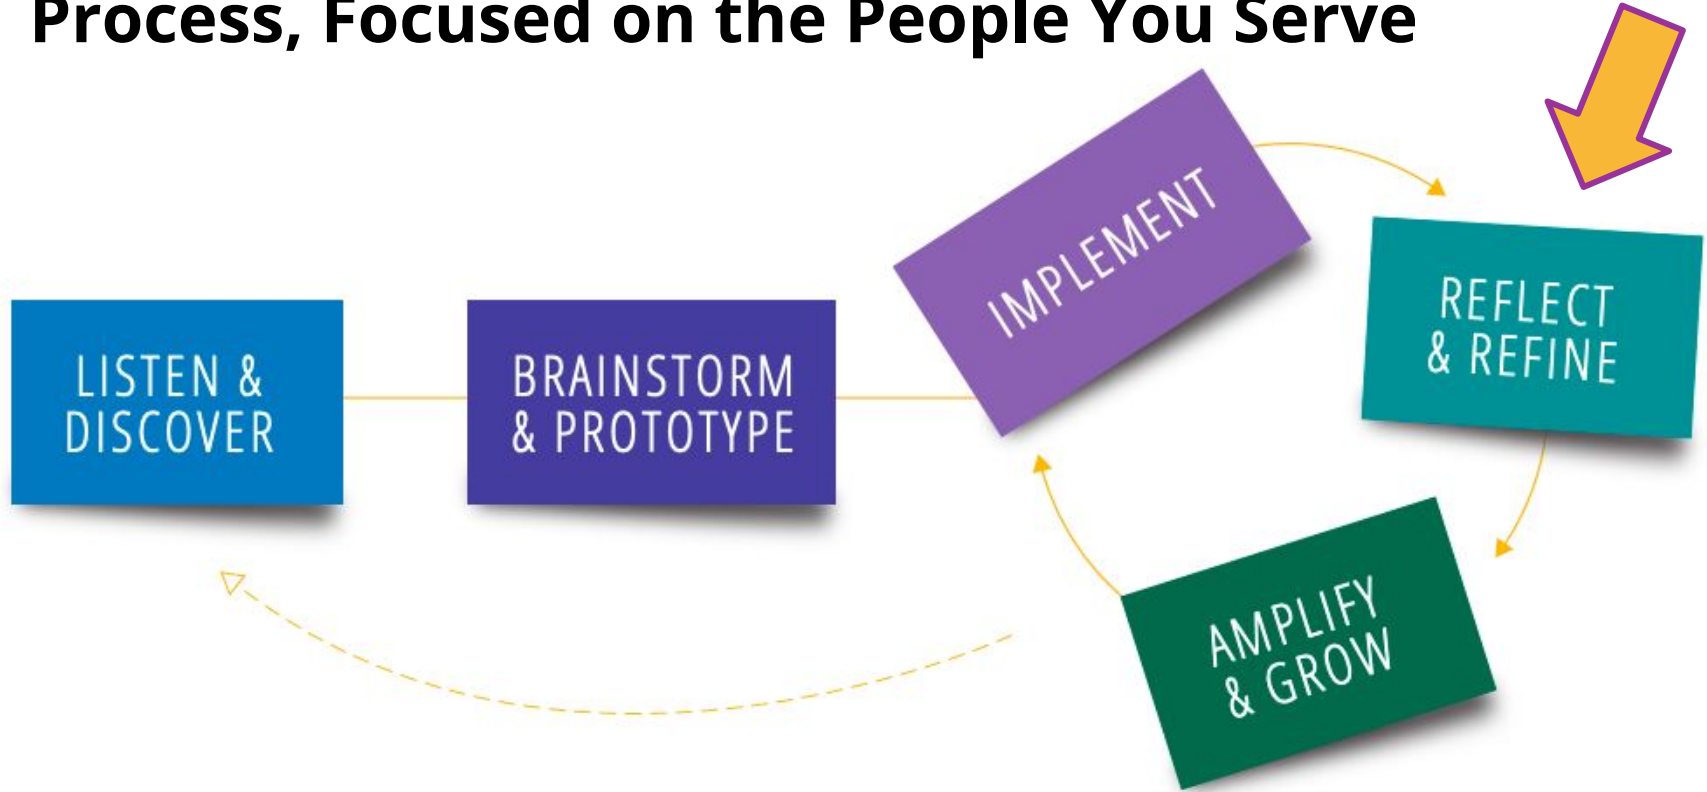 Process, Focused on the People You Serve
LISTEN &
DISCOVER
BRAINSTORM
& PROTOTYPE
IMPLEMENT
REFLECT
& REFINE
AMPLIFY
& GROW